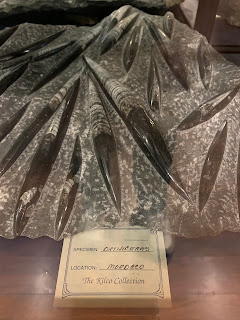 SPECIMEN: ORTHOCERAS
LOCATION: MOROCCO
The Kilco Collection